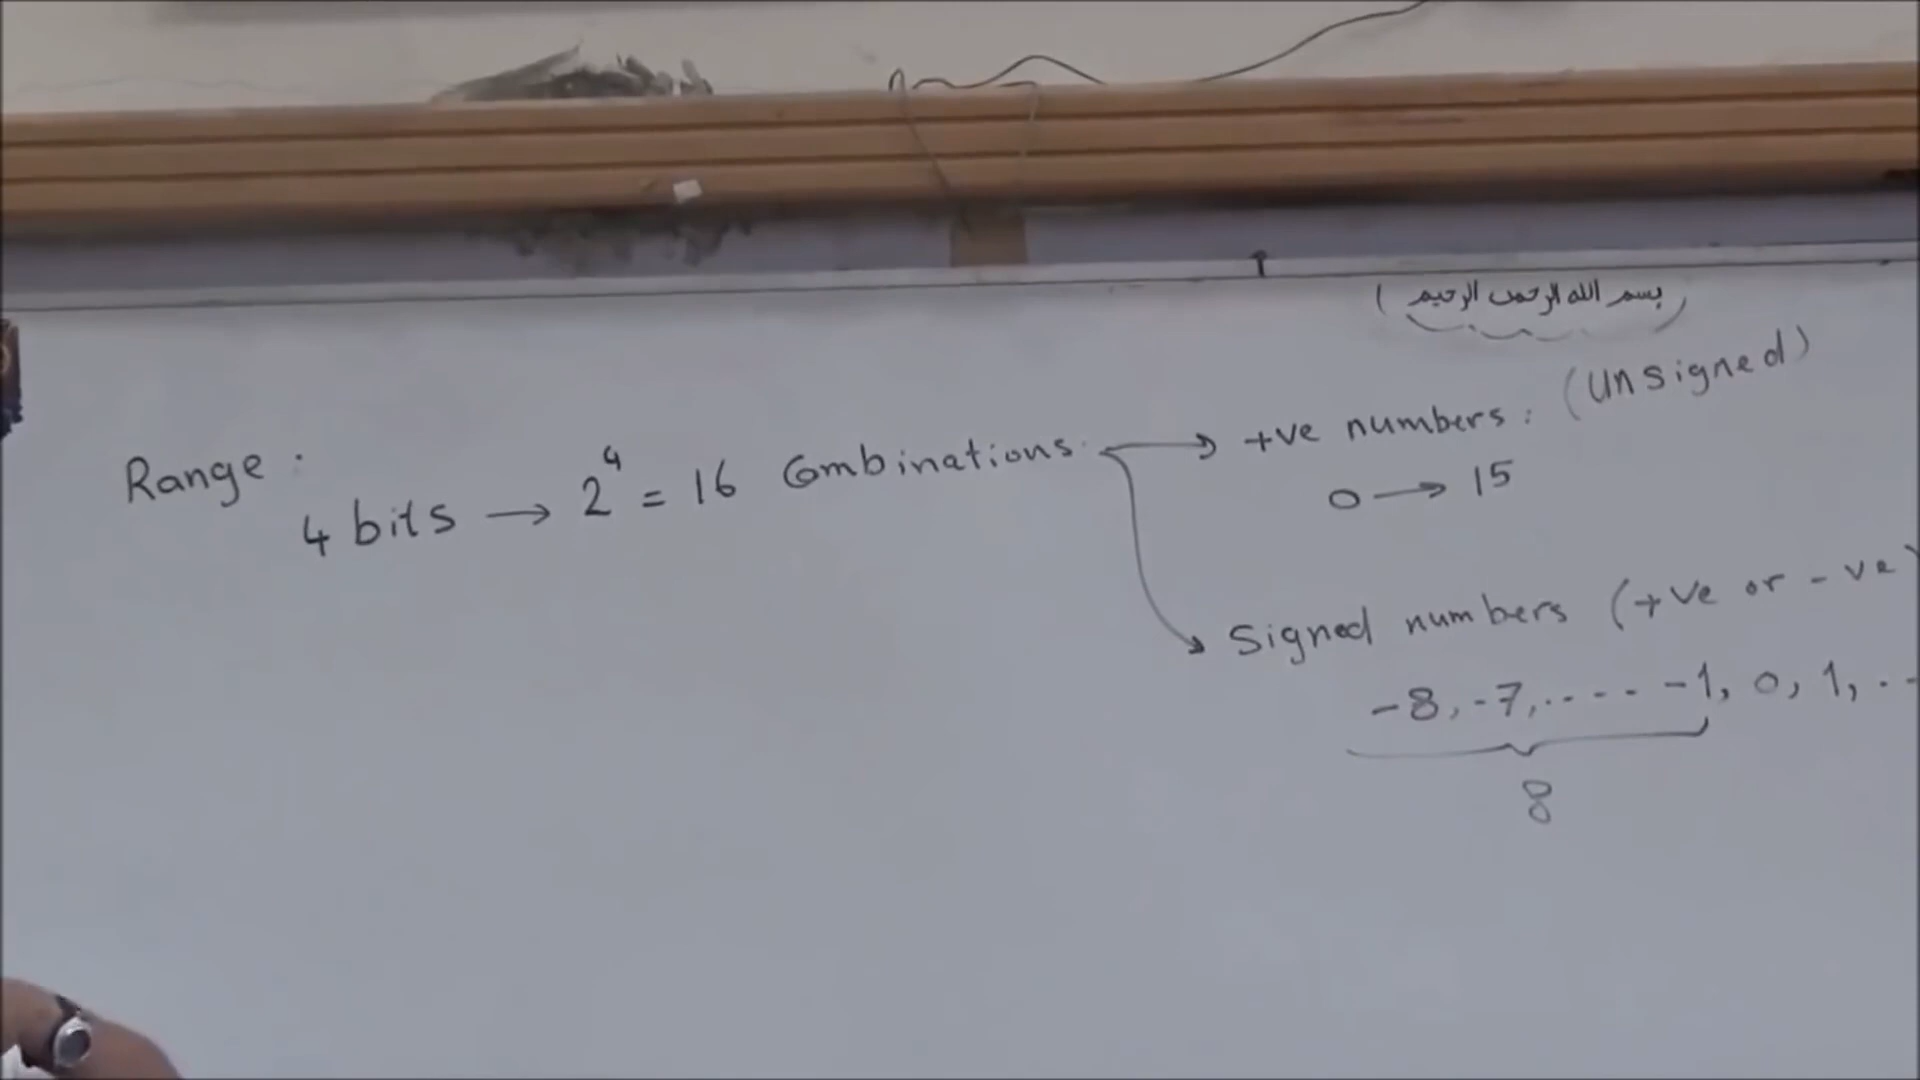 (بسم الله الرحمن الرحيم)
Range:
4 bits → 2⁴ = 16 Combinations
→ +ve numbers: (Unsigned)
0 → 15
→ Signed numbers (+ve or -ve)
-8, -7, .... -1, 0, 1, ..
8